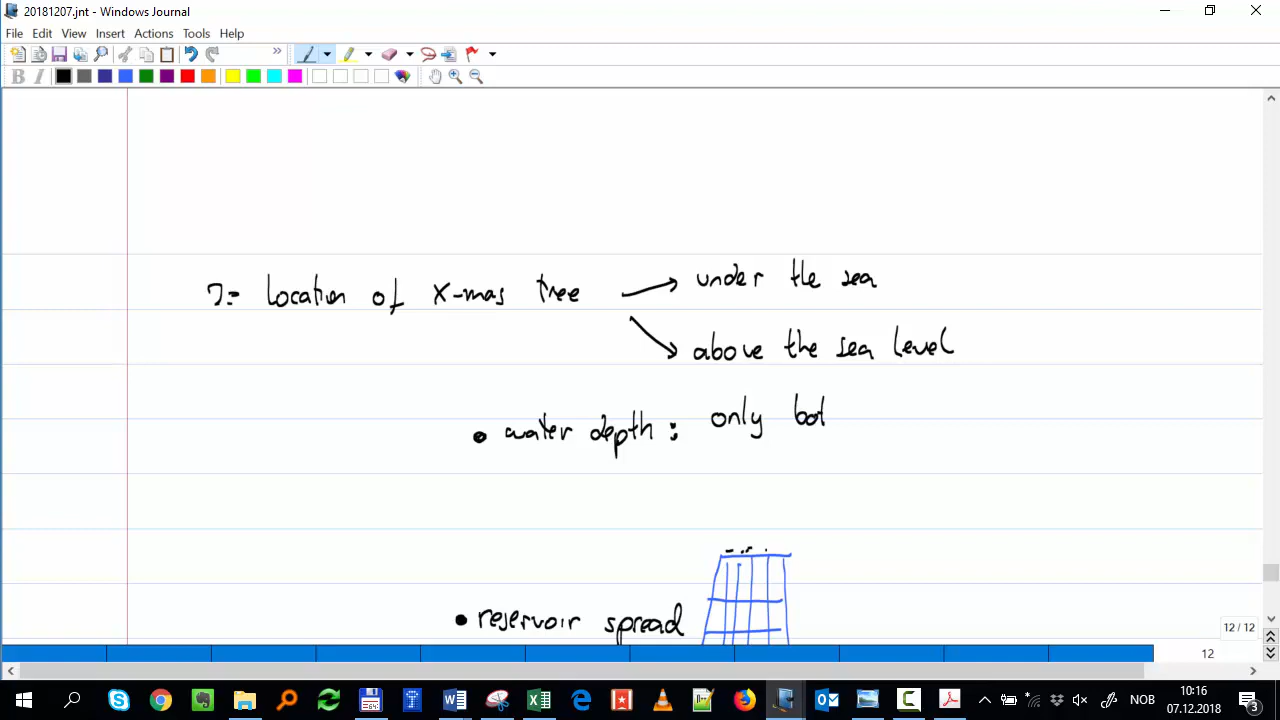 20181207.jnt - Windows Journal
File Edit View Insert Actions Tools Help
B I
7= location of X-mas tree
under the sea
above the sea level
• water depth: only bot
• reservoir spread
12 / 12
12
NOB
10:16
07.12.2018
3